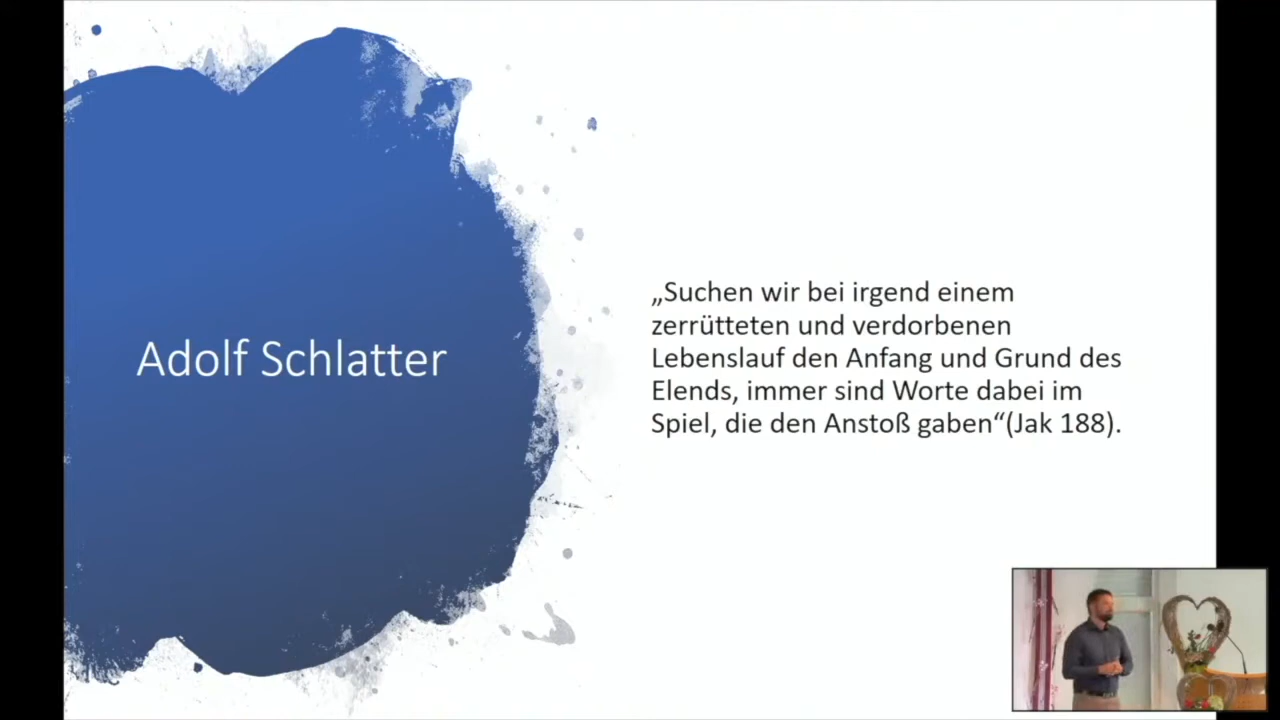 Adolf Schlatter
„Suchen wir bei irgend einem
zerrütteten und verdorbenen
Lebenslauf den Anfang und Grund des
Elends, immer sind Worte dabei im
Spiel, die den Anstoß gaben“(Jak 188).